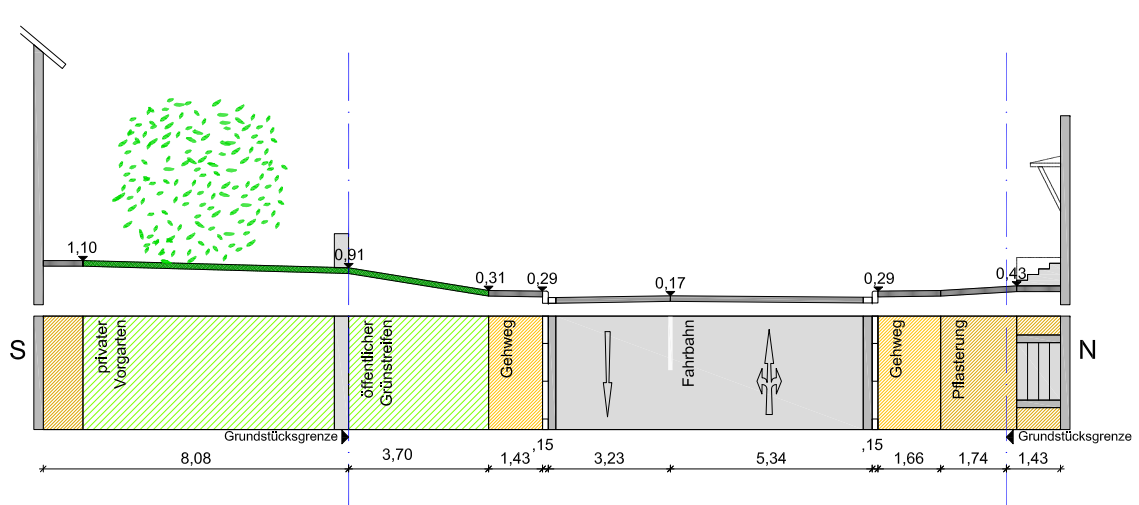 1,10
0,91
0,31
0,29
0,17
0,29
0,43
S
privater
Vorgarten
öffentlicher
Grünstreifen
Gehweg
Fahrbahn
Gehweg
Pflasterung
N
Grundstücksgrenze
Grundstücksgrenze
,15
,15
8,08
3,70
1,43
3,23
5,34
1,66
1,74
1,43